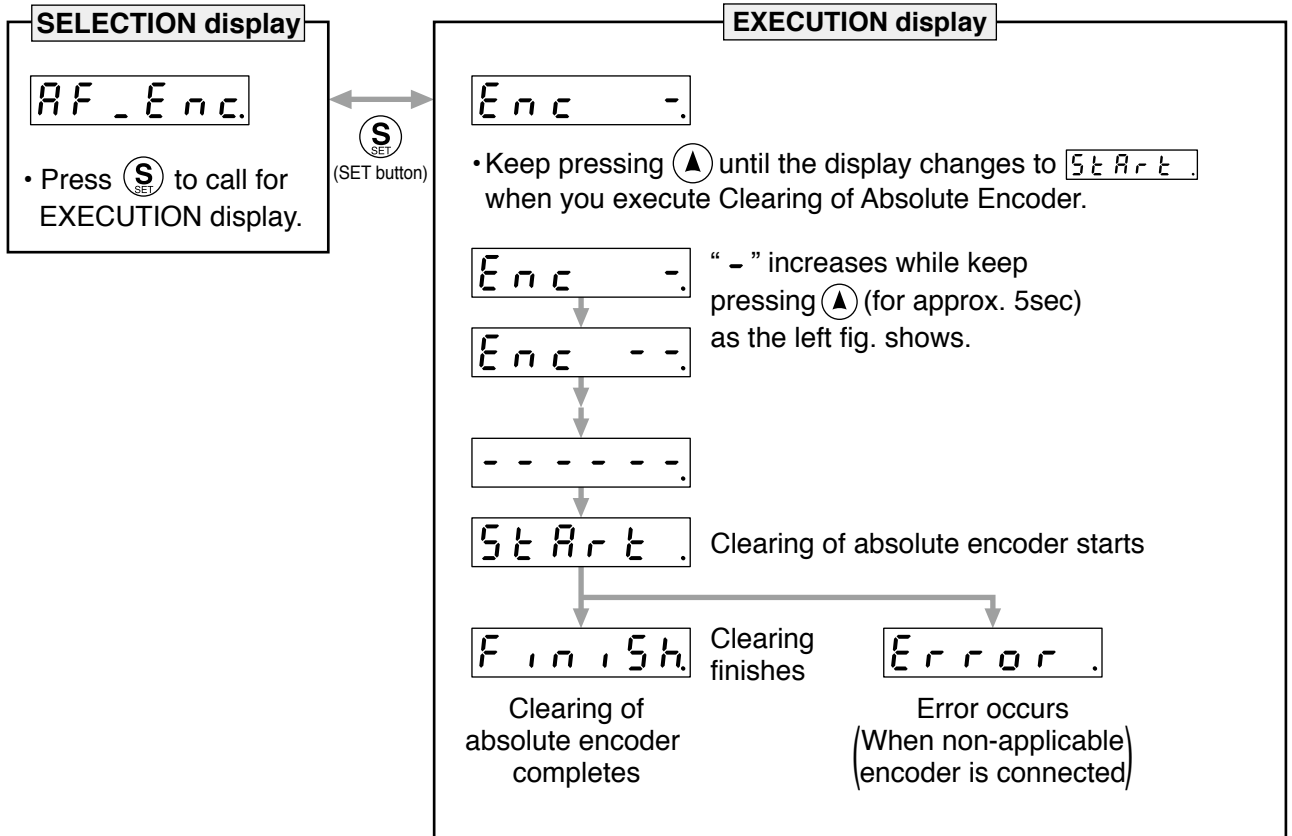 SELECTION display
AF_Enc.
• Press S SET to call for
EXECUTION display.
S SET
(SET button)
EXECUTION display
Enc -.
• Keep pressing ▲ until the display changes to StArt .
when you execute Clearing of Absolute Encoder.
Enc -.
“ - ” increases while keep
pressing ▲ (for approx. 5sec)
as the left fig. shows.
Enc --.
------.
StArt .
Clearing of absolute encoder starts
FiniSh.
Clearing
finishes
Error .
Clearing of
absolute encoder
completes
Error occurs
(When non-applicable
encoder is connected)